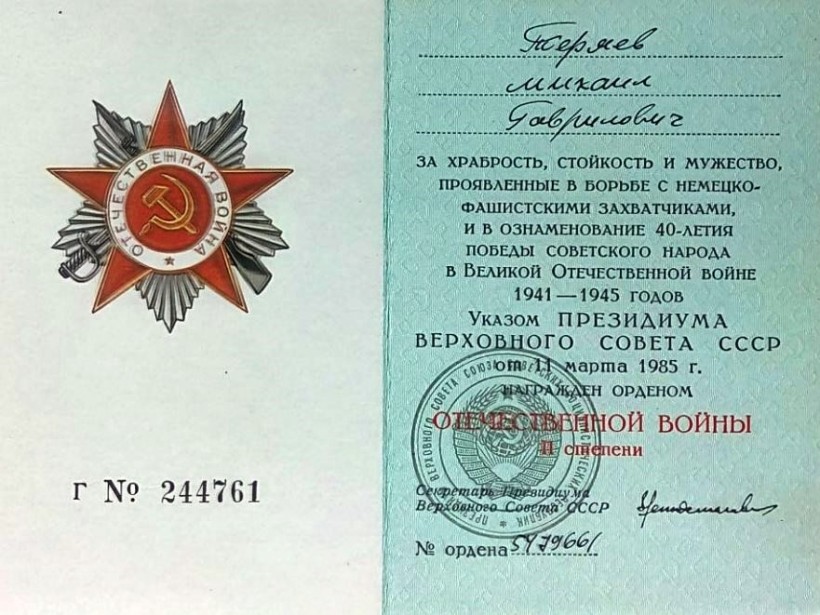 ОТЕЧЕСТВЕННАЯ ВОЙНА
Г № 244761
Теряев
Михаил
Гаврилович
ЗА ХРАБРОСТЬ, СТОЙКОСТЬ И МУЖЕСТВО,
ПРОЯВЛЕННЫЕ В БОРЬБЕ С НЕМЕЦКО-
ФАШИСТСКИМИ ЗАХВАТЧИКАМИ,
И В ОЗНАМЕНОВАНИЕ 40-ЛЕТИЯ
ПОБЕДЫ СОВЕТСКОГО НАРОДА
В ВЕЛИКОЙ ОТЕЧЕСТВЕННОЙ ВОЙНЕ
1941—1945 ГОДОВ
УКАЗОМ ПРЕЗИДИУМА
ВЕРХОВНОГО СОВЕТА СССР
от 11 марта 1985 г.
НАГРАЖДЕН ОРДЕНОМ
ОТЕЧЕСТВЕННОЙ ВОЙНЫ
II степени
Секретарь Президиума
Верховного Совета СССР
№ ордена 5479661